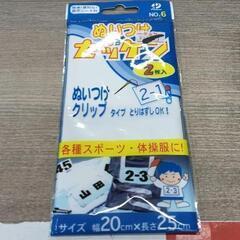 NO.6
ぬいつけ
ゼッケン
2枚入
2-1
ぬいつけ
クリップ タイプ とりはずしOK!
各種スポーツ・体操服に!
45
山田
2-3
2-3
サイズ 幅20cm×長さ25cm